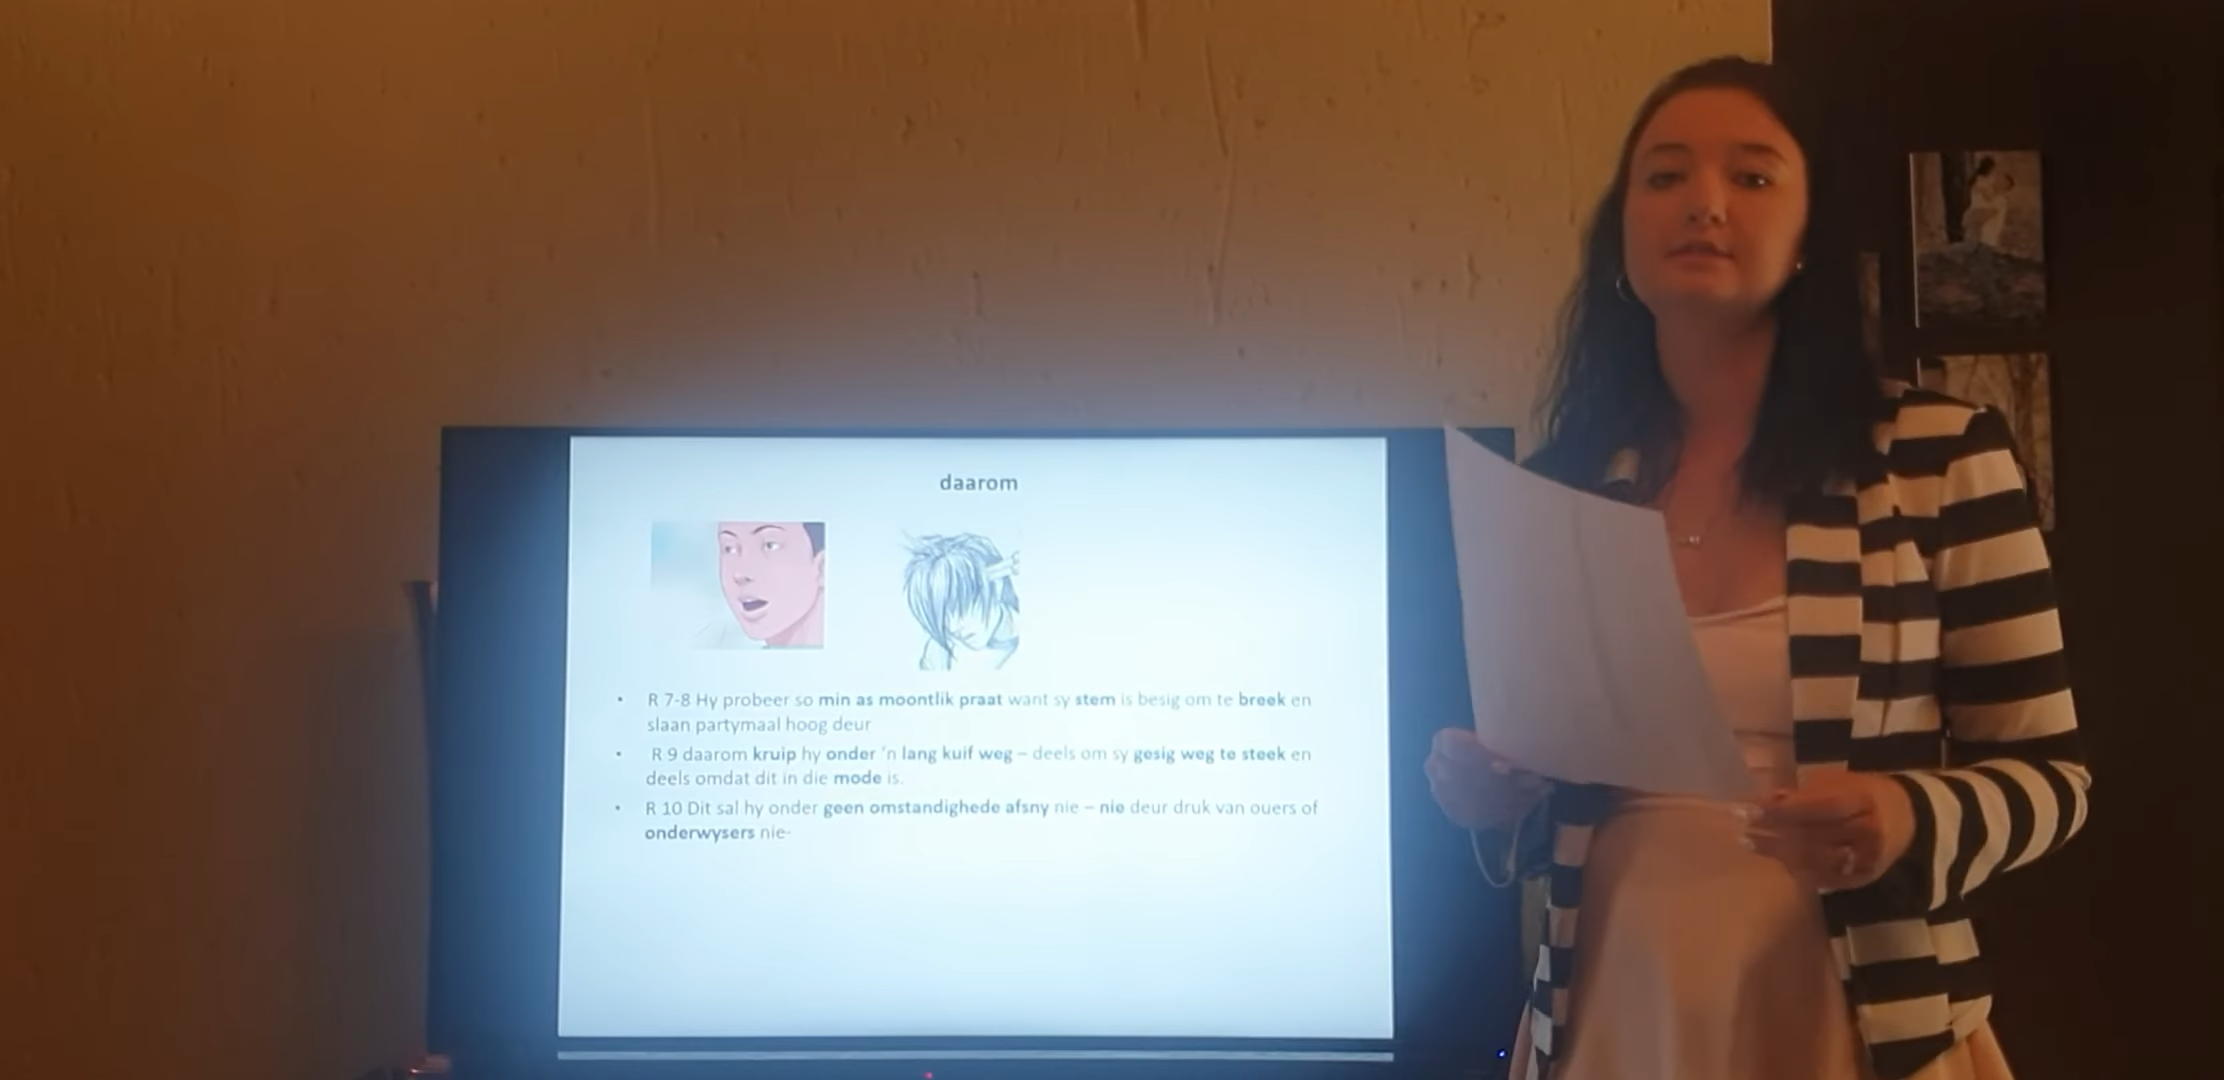 daarom
• R 7-8 Hy probeer so min as moontlik praat want sy stem is besig om te breek en
slaan partymaal hoog deur
• R 9 daarom kruip hy onder 'n lang kuif weg – deels om sy gesig weg te steek en
deels omdat dit in die mode is.
• R 10 Dit sal hy onder geen omstandighede afsny nie – nie deur druk van ouers of
onderwysers nie-